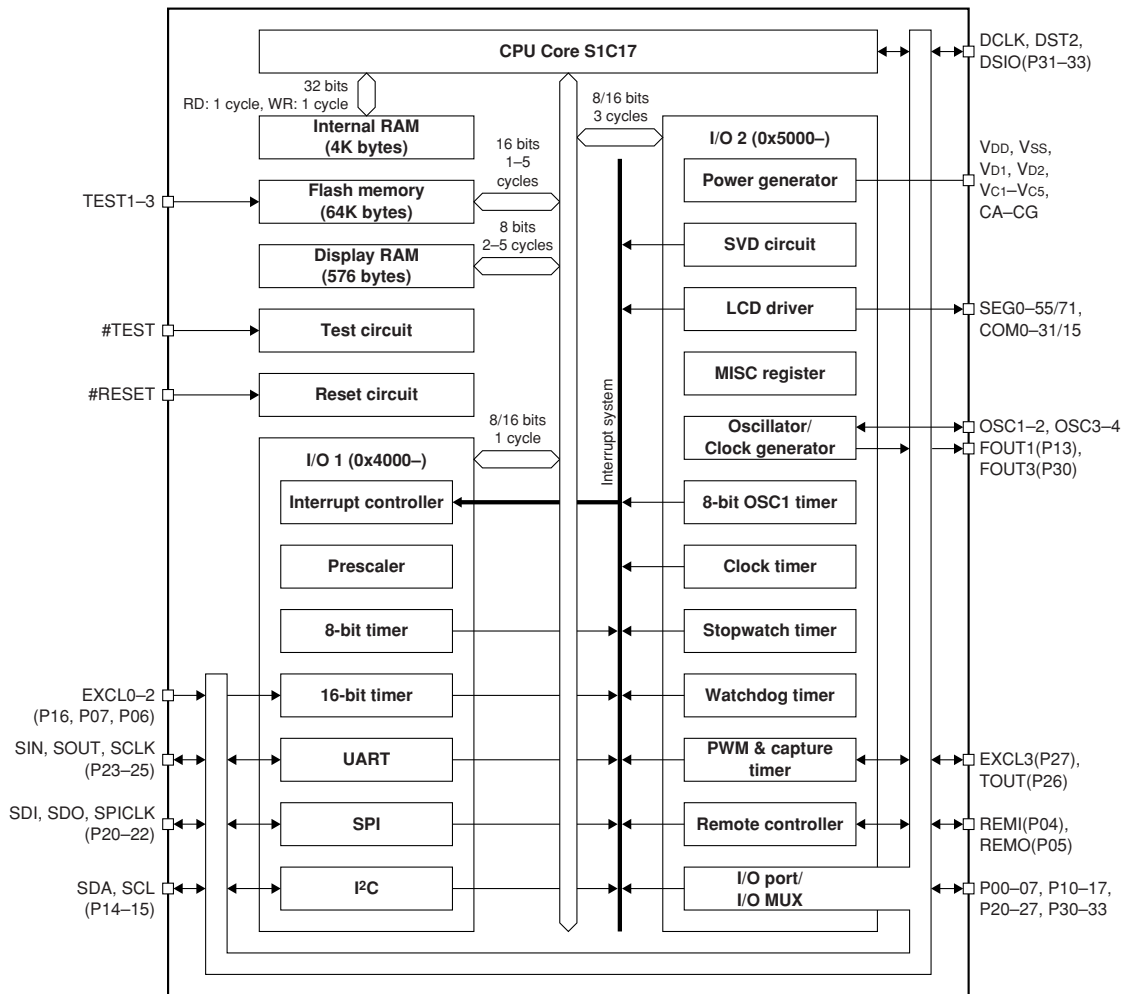 CPU Core S1C17
DCLK, DST2,
DSIO(P31–33)
32 bits
RD: 1 cycle, WR: 1 cycle
8/16 bits
3 cycles
Internal RAM
(4K bytes)
16 bits
1–5
cycles
I/O 2 (0x5000–)
TEST1–3
Flash memory
(64K bytes)
Power generator
VDD, VSS,
VD1, VD2,
VC1–VC5,
CA–CG
8 bits
2–5 cycles
Display RAM
(576 bytes)
SVD circuit
#TEST
Test circuit
LCD driver
SEG0–55/71,
COM0–31/15
#RESET
Reset circuit
MISC register
Interrupt system
8/16 bits
1 cycle
Oscillator/
Clock generator
OSC1–2, OSC3–4
FOUT1(P13),
FOUT3(P30)
I/O 1 (0x4000–)
Interrupt controller
8-bit OSC1 timer
Prescaler
Clock timer
8-bit timer
Stopwatch timer
EXCL0–2
(P16, P07, P06)
16-bit timer
Watchdog timer
SIN, SOUT, SCLK
(P23–25)
UART
PWM & capture
timer
EXCL3(P27),
TOUT(P26)
SDI, SDO, SPICLK
(P20–22)
SPI
Remote controller
REMI(P04),
REMO(P05)
SDA, SCL
(P14–15)
I2C
I/O port/
I/O MUX
P00–07, P10–17,
P20–27, P30–33